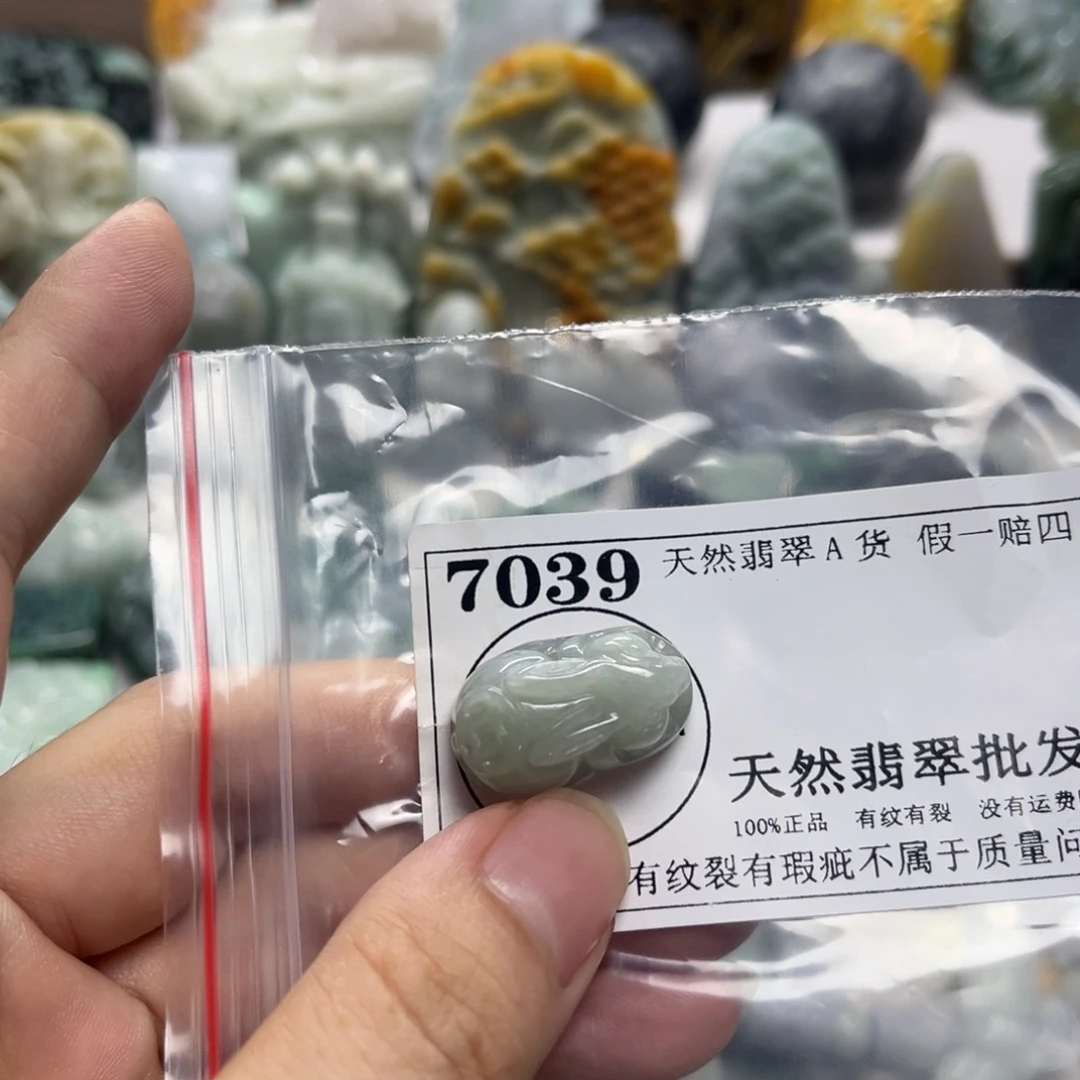 7039 天然翡翠A货 假一赔四
天然翡翠批发
100%正品 有纹有裂 没有运费
有纹裂有瑕疵不属于质量问